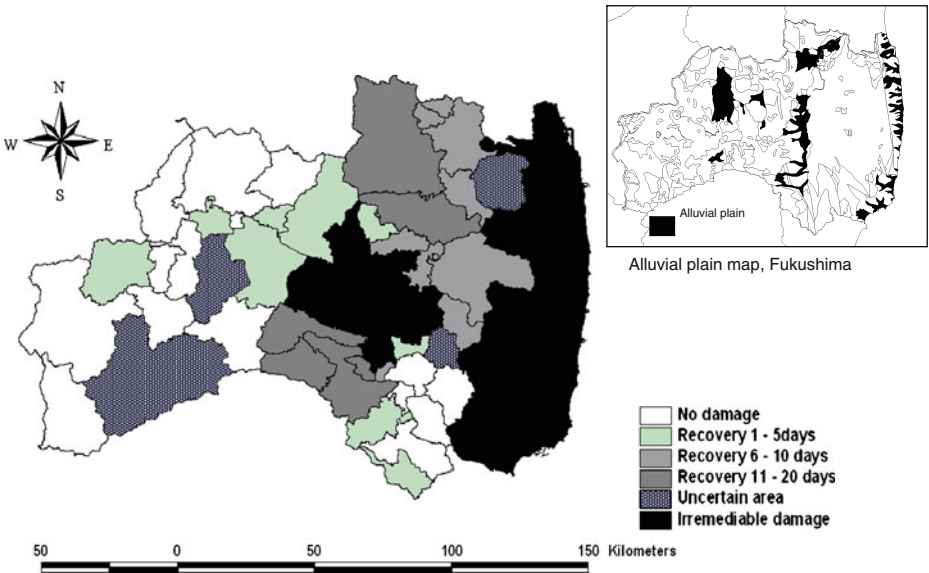 N
W E
S
Alluvial plain
Alluvial plain map, Fukushima
No damage
Recovery 1 - 5days
Recovery 6 - 10 days
Recovery 11 - 20 days
Uncertain area
Irremediable damage
50 0 50 100 150 Kilometers